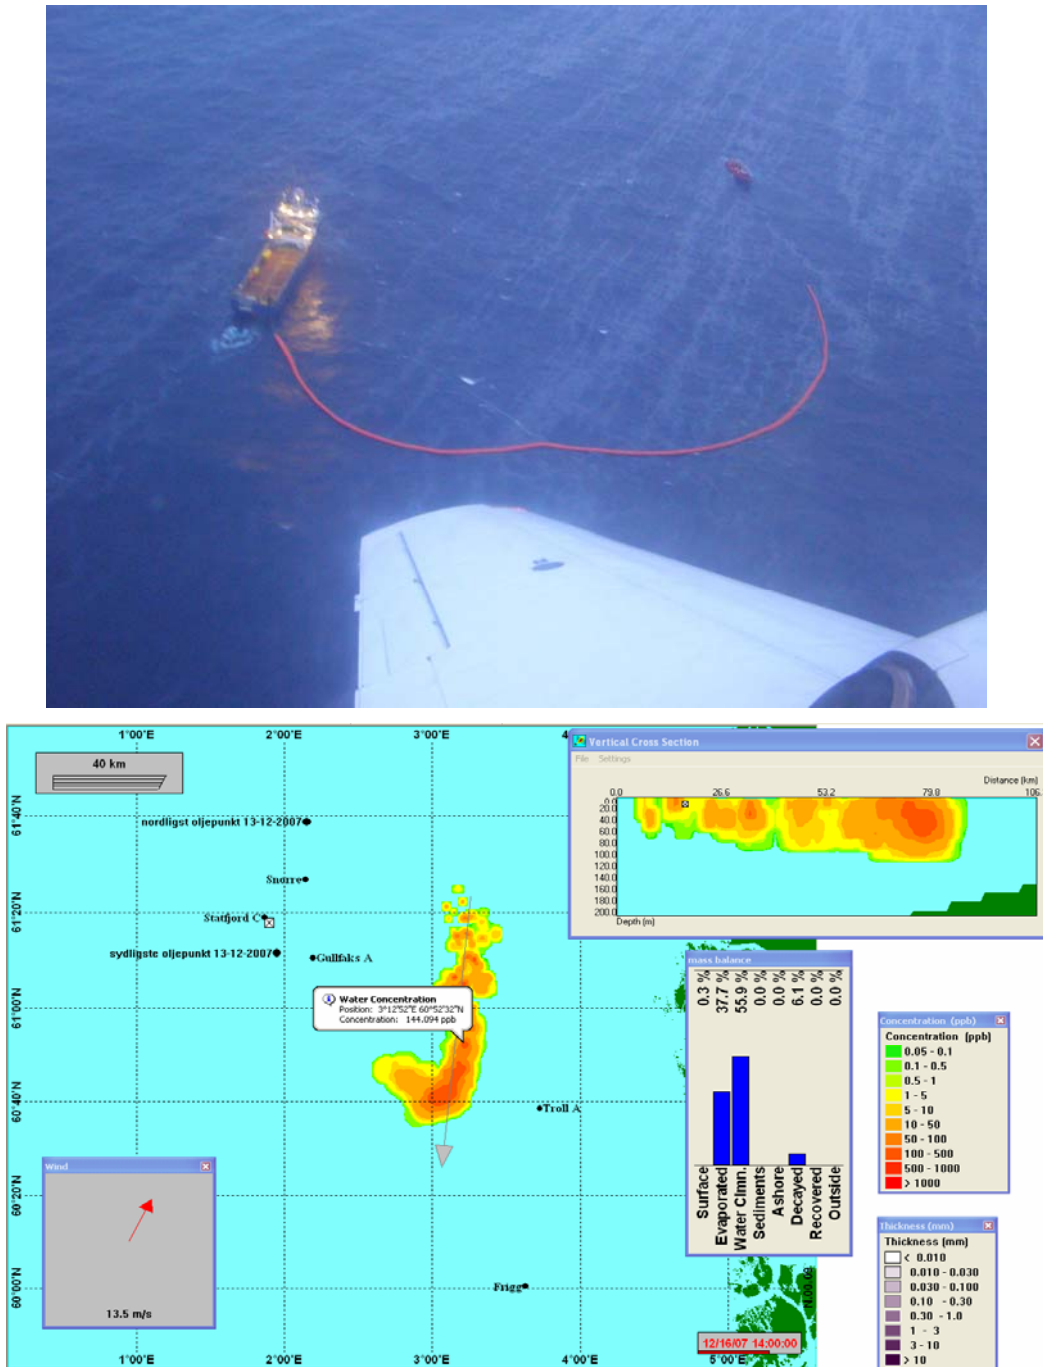 1°00'E 2°00'E 3°00'E 4
40 km
61°40'N
nordligst oljepunkt 13-12-2007
Snorre
61°20'N
Statfjord C
sydligste oljepunkt 13-12-2007
Gullfaks A
61°00'N
Water Concentration
Position: 3°12'52"E 60°52'32"N
Concentration: 144.094 ppb
60°40'N
Troll A
60°20'N
60°00'N
Frigg
Wind
13.5 m/s
12/16/07 14:00:00
1°00'E 2°00'E 3°00'E 4°00'E 5°00'E
Vertical Cross Section
File Settings
Distance [km]
0.0 26.6 53.2 79.8 106.
0.0
20.0
40.0
60.0
80.0
100.0
120.0
160.0
180.0
200.0
Depth [m]
mass balance
0.3 % 37.7 % 55.9 % 0.0 % 0.0 % 6.1 % 0.0 % 0.0 %
Surface Evaporated Water Clmn. Sediments Ashore Decayed Recovered Outside
Concentration (ppb)
Concentration [ppb]
0.05 - 0.1
0.1 - 0.5
0.5 - 1
1 - 5
5 - 10
10 - 50
50 - 100
100 - 500
500 - 1000
> 1000
Thickness (mm)
Thickness [mm]
< 0.010
0.010 - 0.030
0.030 - 0.100
0.10 - 0.30
0.30 - 1.0
1 - 3
3 - 10
> 10